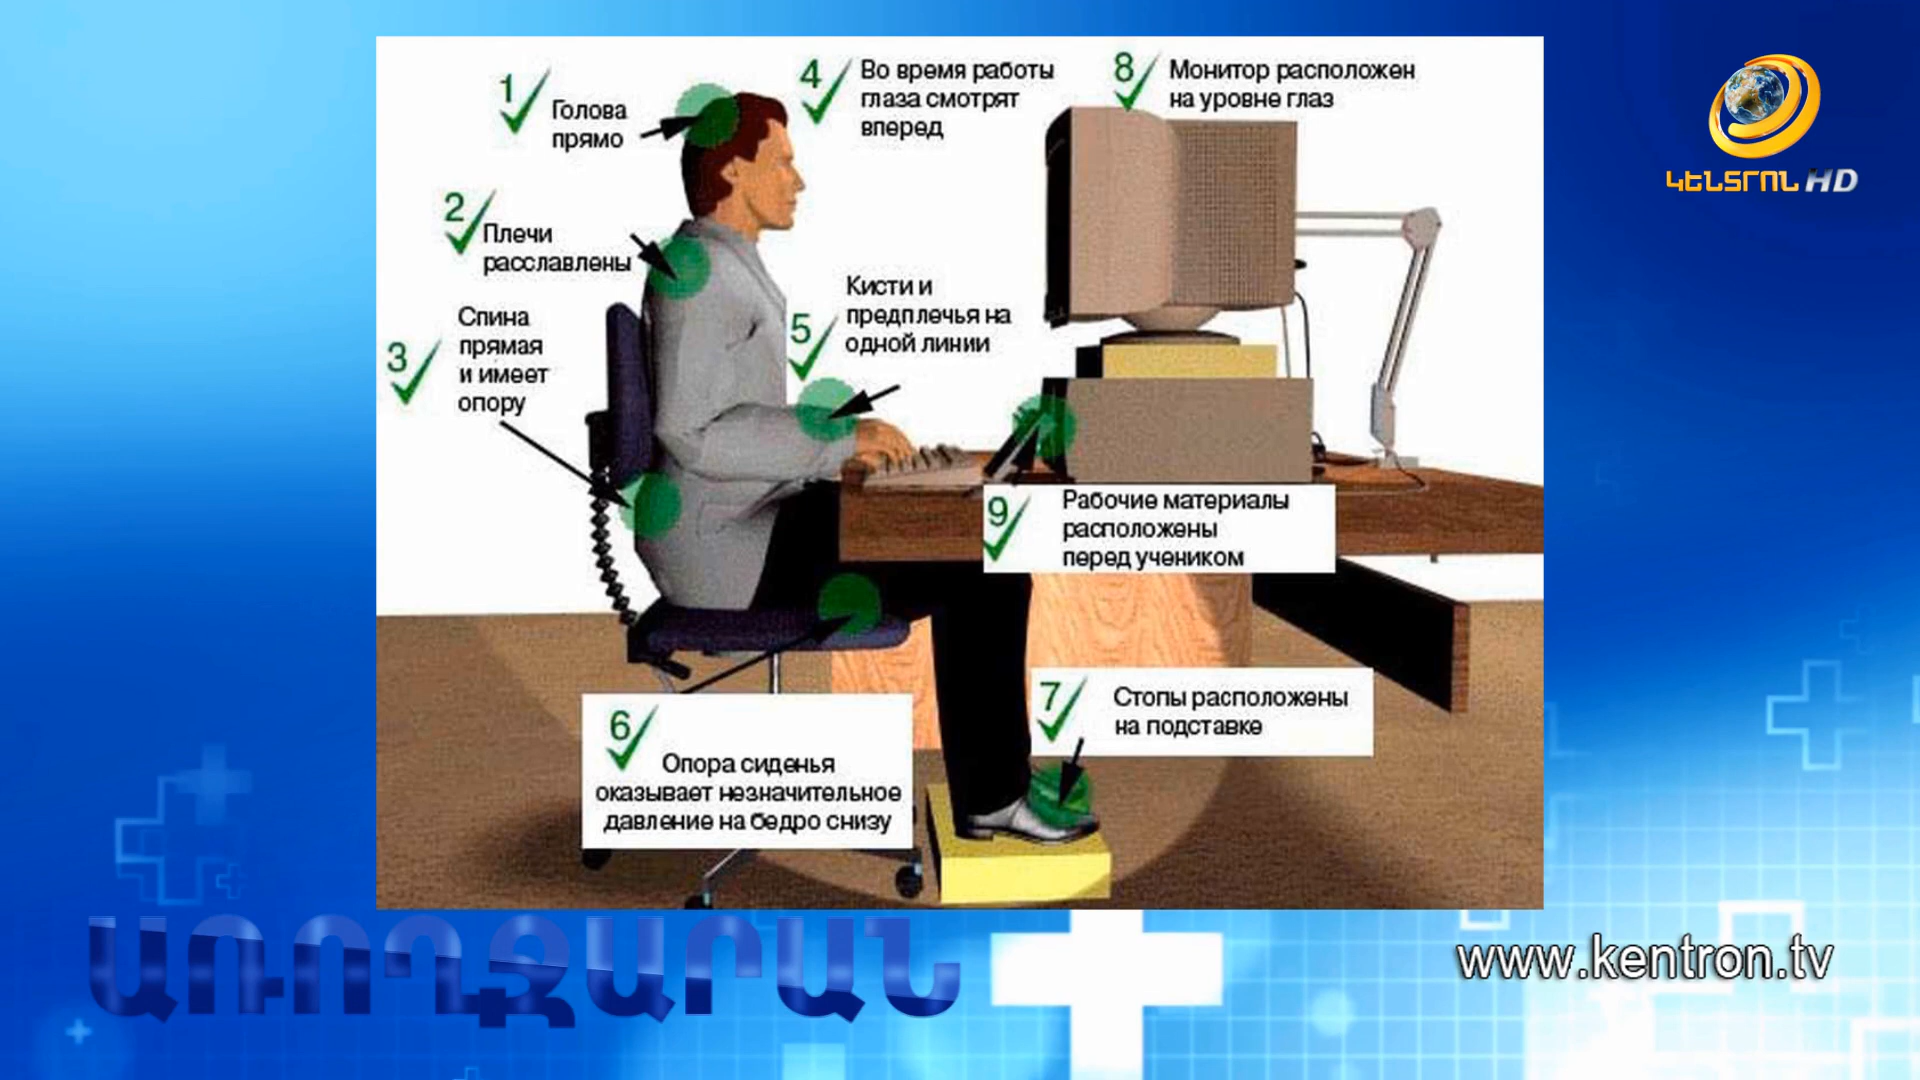 1
Голова
прямо
2
Плечи
расславлены
3
Спина
прямая
и имеет
опору
4
Во время работы
глаза смотрят
вперед
5
Кисти и
предплечья на
одной линии
6
Опора сиденья
оказывает незначительное
давление на бедро снизу
7
Стопы расположены
на подставке
8
Монитор расположен
на уровне глаз
9
Рабочие материалы
расположены
перед учеником
ԿԵՆՏՐՈՆ HD
առողջարան
www.kentron.tv